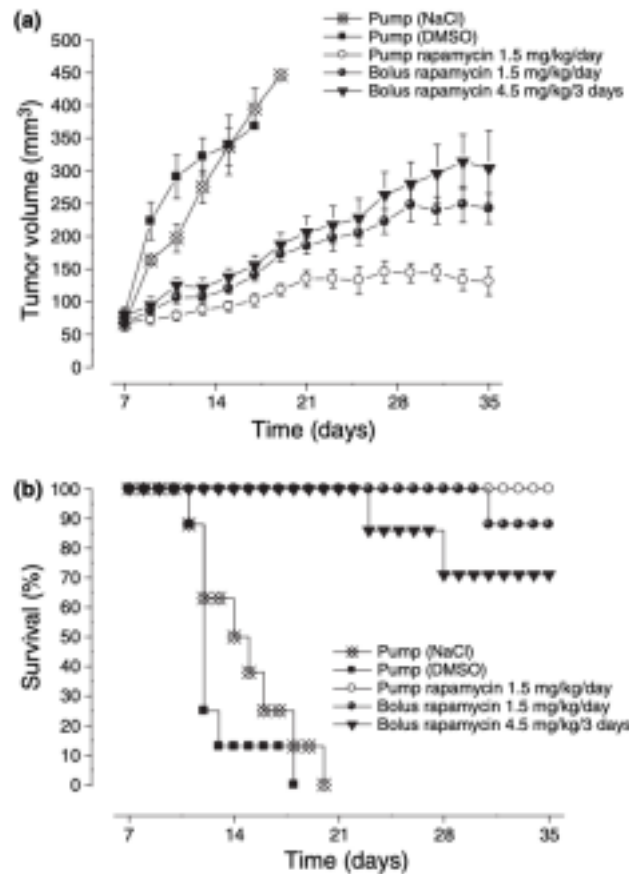 (a)
Pump (NaCl)
Pump (DMSO)
Pump rapamycin 1.5 mg/kg/day
Bolus rapamycin 1.5 mg/kg/day
Bolus rapamycin 4.5 mg/kg/3 days
Tumor volume (mm³)
500
450
400
350
300
250
200
150
100
50
0
7 14 21 28 35
Time (days)
(b)
Survival (%)
100
90
80
70
60
50
40
30
20
10
0
Pump (NaCl)
Pump (DMSO)
Pump rapamycin 1.5 mg/kg/day
Bolus rapamycin 1.5 mg/kg/day
Bolus rapamycin 4.5 mg/kg/3 days
7 14 21 28 35
Time (days)